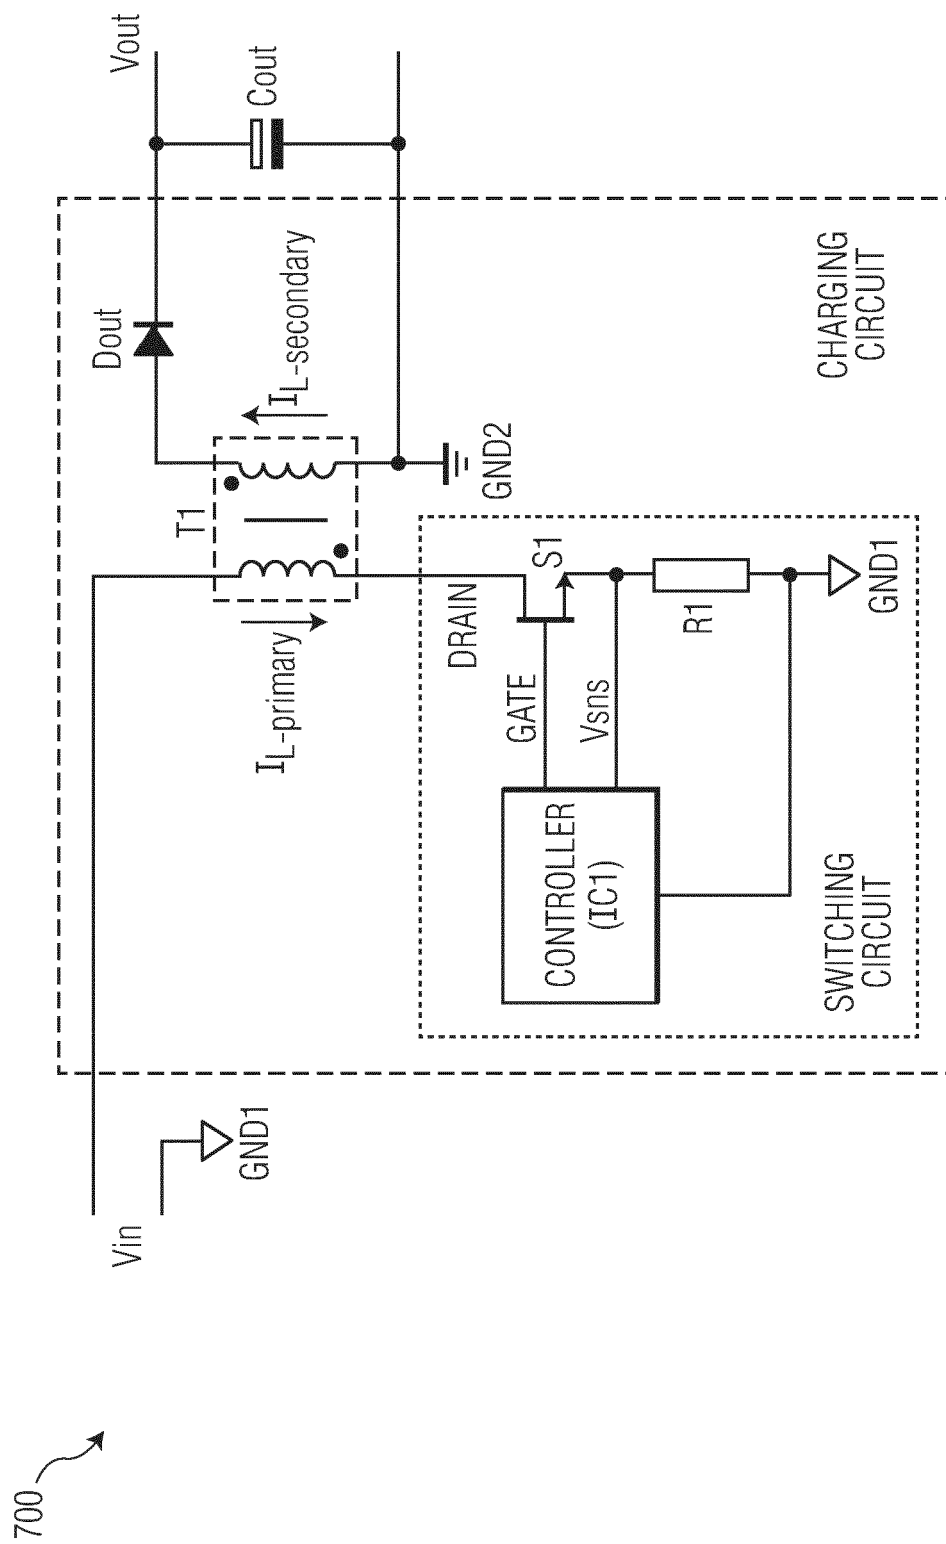 700
Vin
GND1
IL-primary
T1
IL-secondary
Dout
Vout
Cout
GND2
DRAIN
GATE
S1
Vsns
R1
GND1
CONTROLLER
(IC1)
SWITCHING
CIRCUIT
CHARGING
CIRCUIT